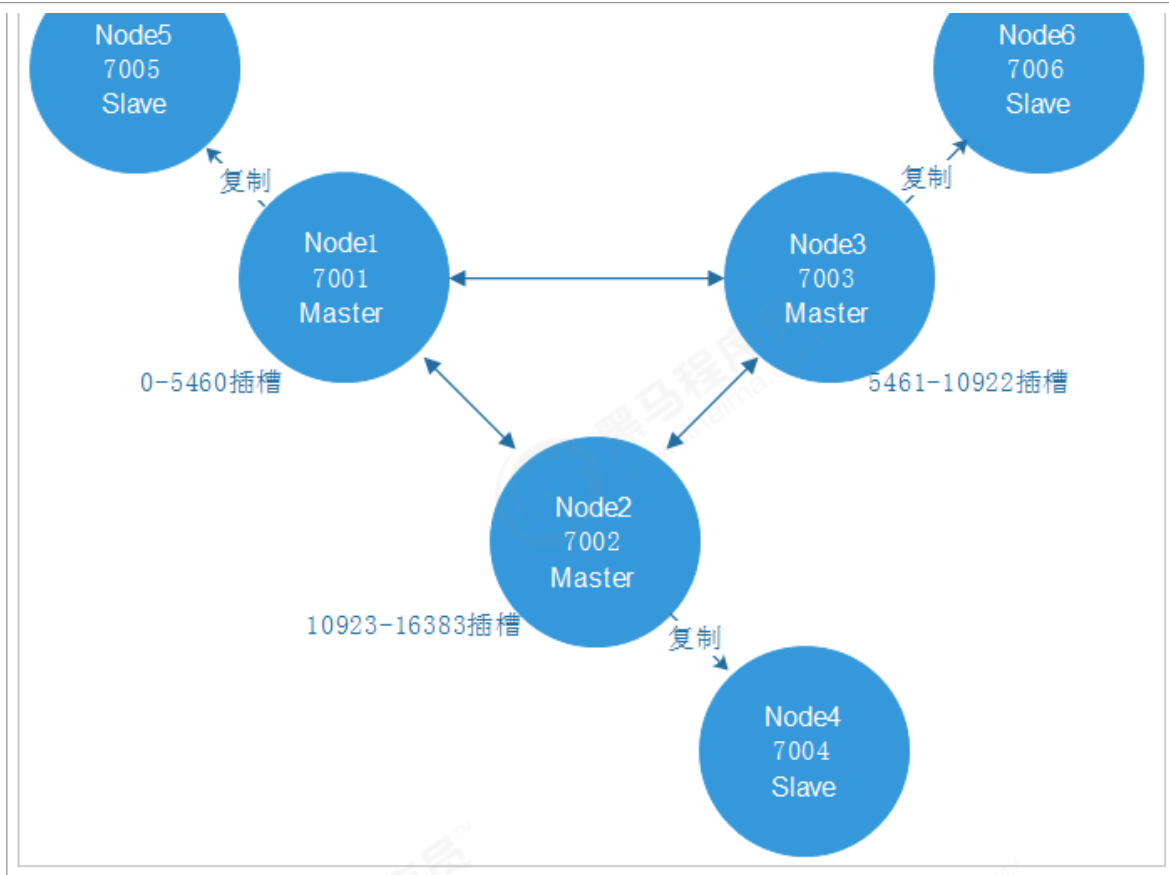 Node5
7005
Slave
Node6
7006
Slave
复制
复制
Node1
7001
Master
Node3
7003
Master
0-5460插槽
5461-10922插槽
Node2
7002
Master
10923-16383插槽
复制
Node4
7004
Slave